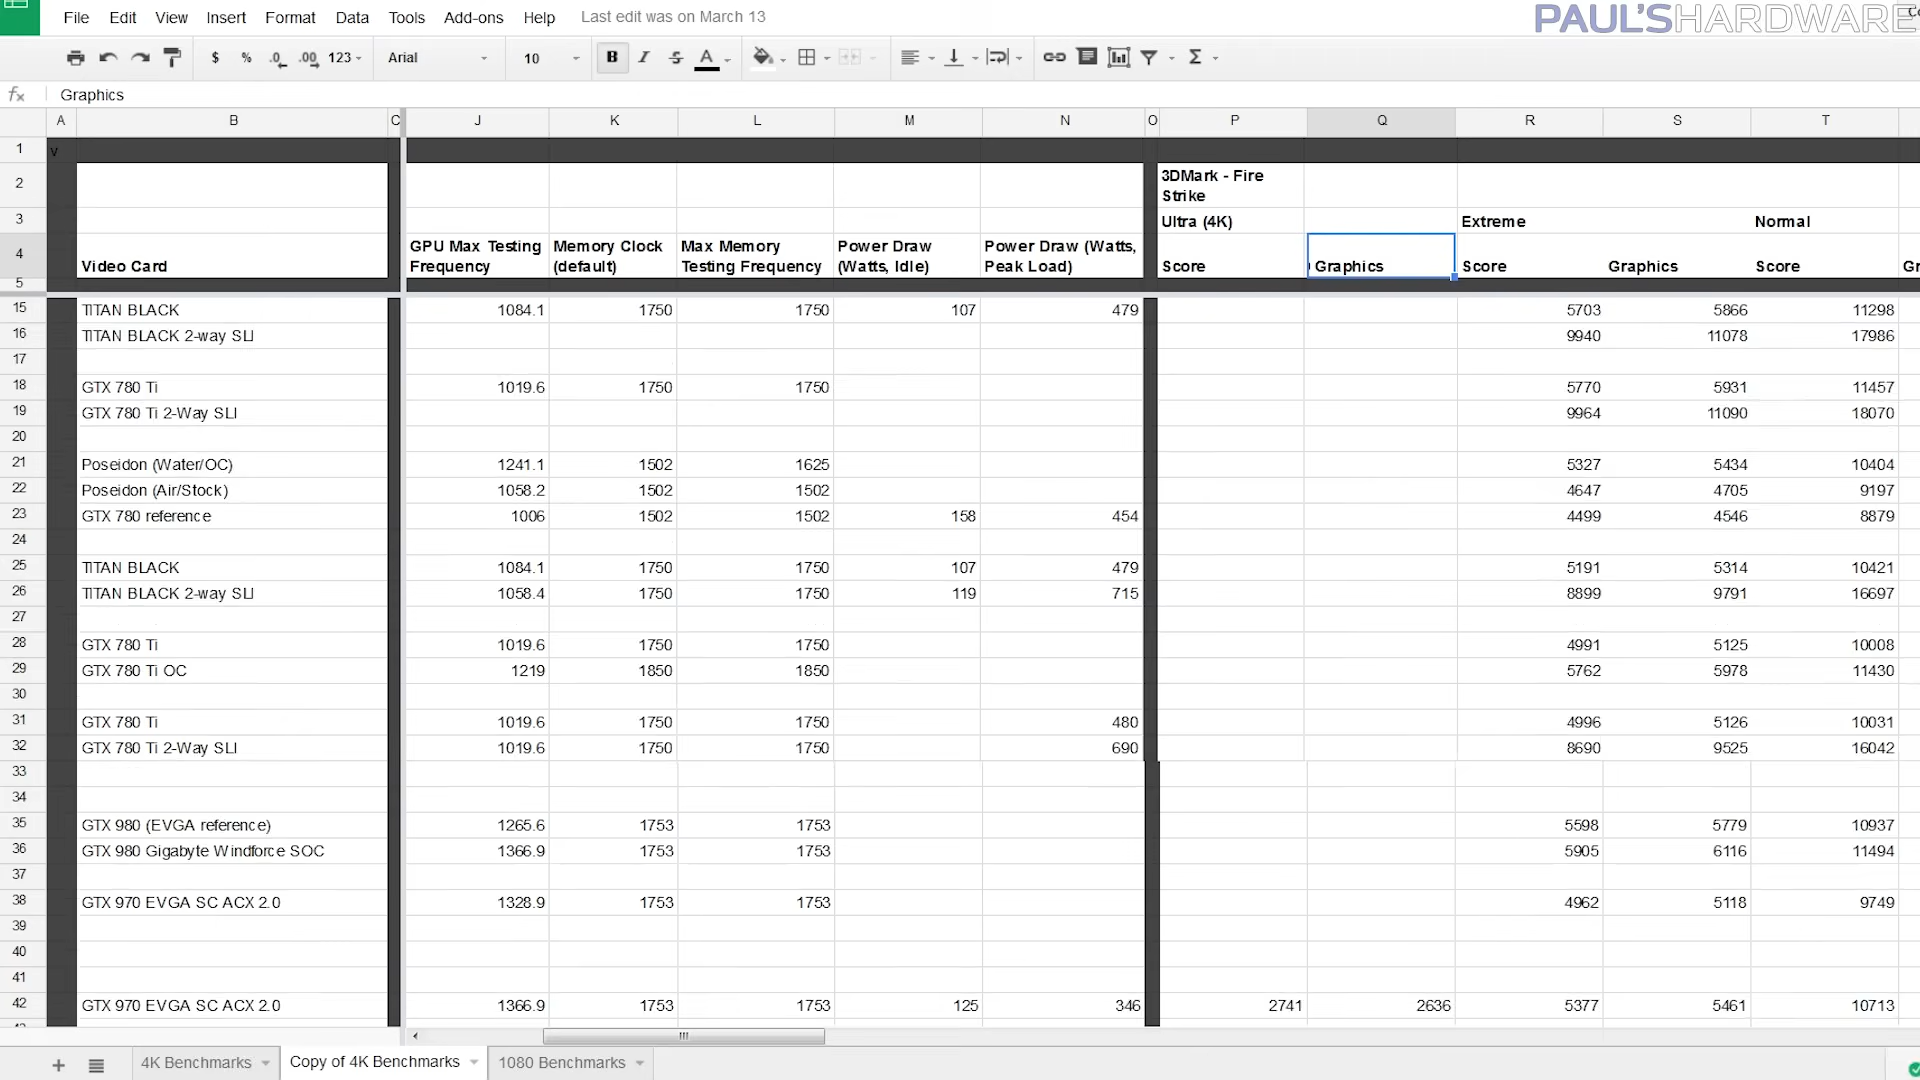 PAUL'SHARDWARE
File Edit View Insert Format Data Tools Add-ons Help Last edit was on March 13
$ % .0 .00 123 Arial 10 B I S A Σ
fx Graphics
A B C J K L M N O P Q R S T
1 v
2 3DMark - Fire
Strike
3 Ultra (4K) Extreme Normal
4 Video Card GPU Max Testing Memory Clock Max Memory Power Draw Power Draw (Watts,
Frequency (default) Testing Frequency (Watts, Idle) Peak Load) Score Graphics Score Graphics Score
5
15 TITAN BLACK 1084.1 1750 1750 107 479 5703 5866 11298
16 TITAN BLACK 2-way SLI 9940 11078 17986
17
18 GTX 780 Ti 1019.6 1750 1750 5770 5931 11457
19 GTX 780 Ti 2-Way SLI 9964 11090 18070
20
21 Poseidon (Water/OC) 1241.1 1502 1625 5327 5434 10404
22 Poseidon (Air/Stock) 1058.2 1502 1502 4647 4705 9197
23 GTX 780 reference 1006 1502 1502 158 454 4499 4546 8879
24
25 TITAN BLACK 1084.1 1750 1750 107 479 5191 5314 10421
26 TITAN BLACK 2-way SLI 1058.4 1750 1750 119 715 8899 9791 16697
27
28 GTX 780 Ti 1019.6 1750 1750 4991 5125 10008
29 GTX 780 Ti OC 1219 1850 1850 5762 5978 11430
30
31 GTX 780 Ti 1019.6 1750 1750 480 4996 5126 10031
32 GTX 780 Ti 2-Way SLI 1019.6 1750 1750 690 8690 9525 16042
33
34
35 GTX 980 (EVGA reference) 1265.6 1753 1753 5598 5779 10937
36 GTX 980 Gigabyte Windforce SOC 1366.9 1753 1753 5905 6116 11494
37
38 GTX 970 EVGA SC ACX 2.0 1328.9 1753 1753 4962 5118 9749
39
40
41
42 GTX 970 EVGA SC ACX 2.0 1366.9 1753 1753 125 346 2741 2636 5377 5461 10713
4K Benchmarks Copy of 4K Benchmarks 1080 Benchmarks